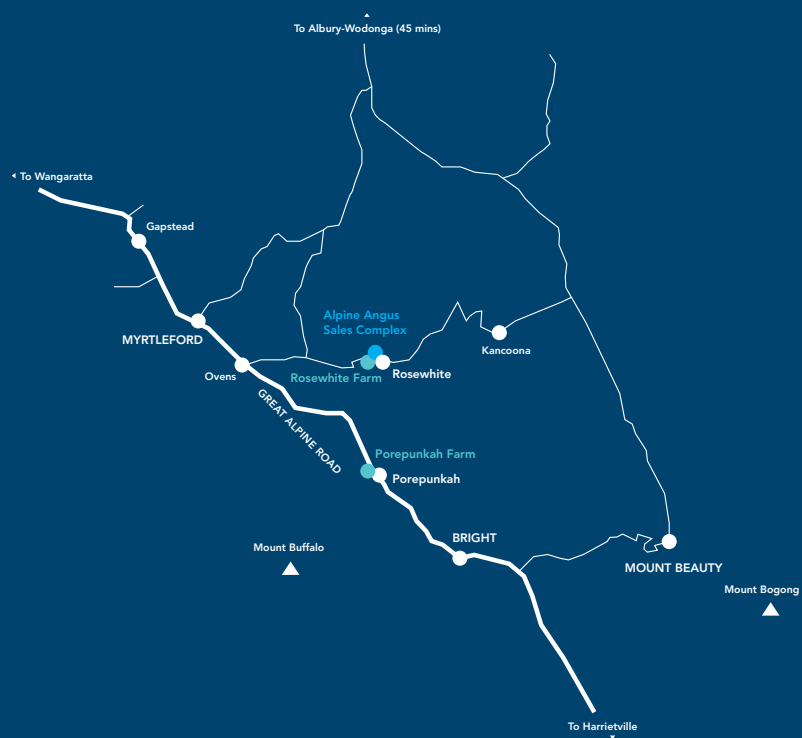 To Albury-Wodonga (45 mins)
To Wangaratta
Gapstead
Alpine Angus
Sales Complex
MYRTLEFORD
Kancoona
Ovens
Rosewhite Farm
Rosewhite
GREAT ALPINE ROAD
Porepunkah Farm
Porepunkah
BRIGHT
Mount Buffalo
MOUNT BEAUTY
Mount Bogong
To Harrietville